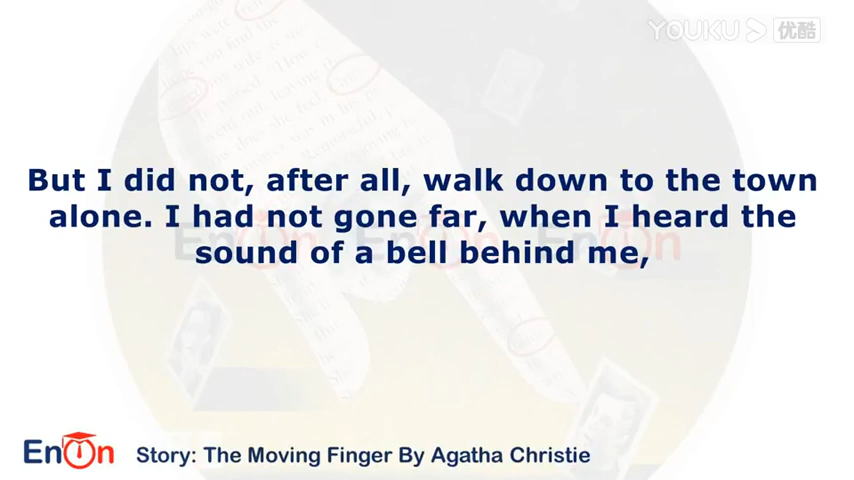 YOUKU 优酷
But I did not, after all, walk down to the town
alone. I had not gone far, when I heard the
sound of a bell behind me,
EnOn Story: The Moving Finger By Agatha Christie